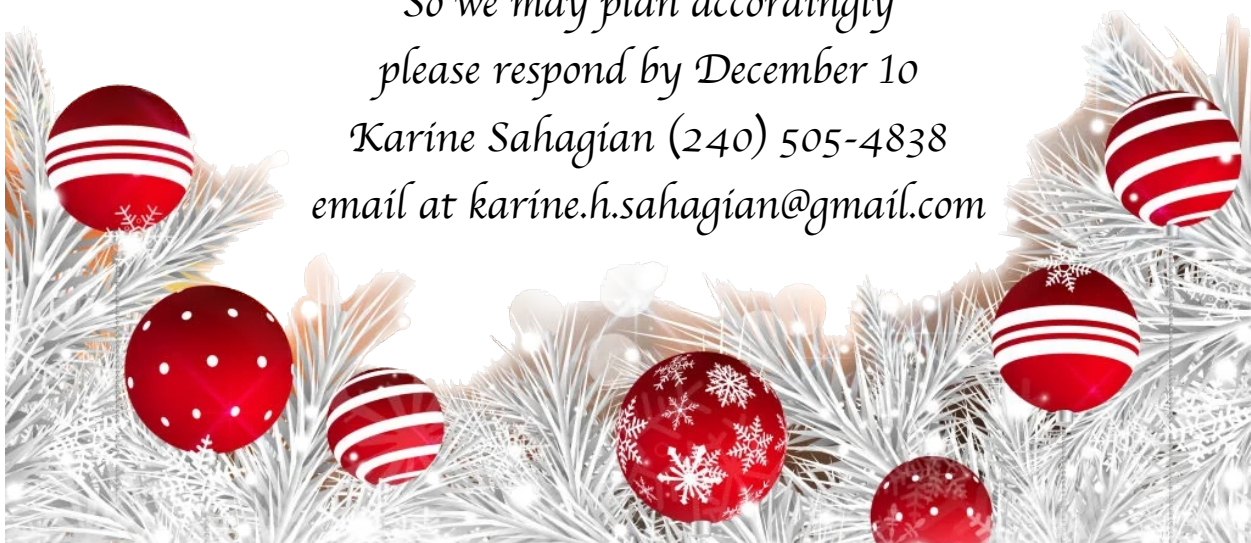 So we may plan accordingly
please respond by December 10
Karine Sahagian (240) 505-4838
email at karine.h.sahagian@gmail.com